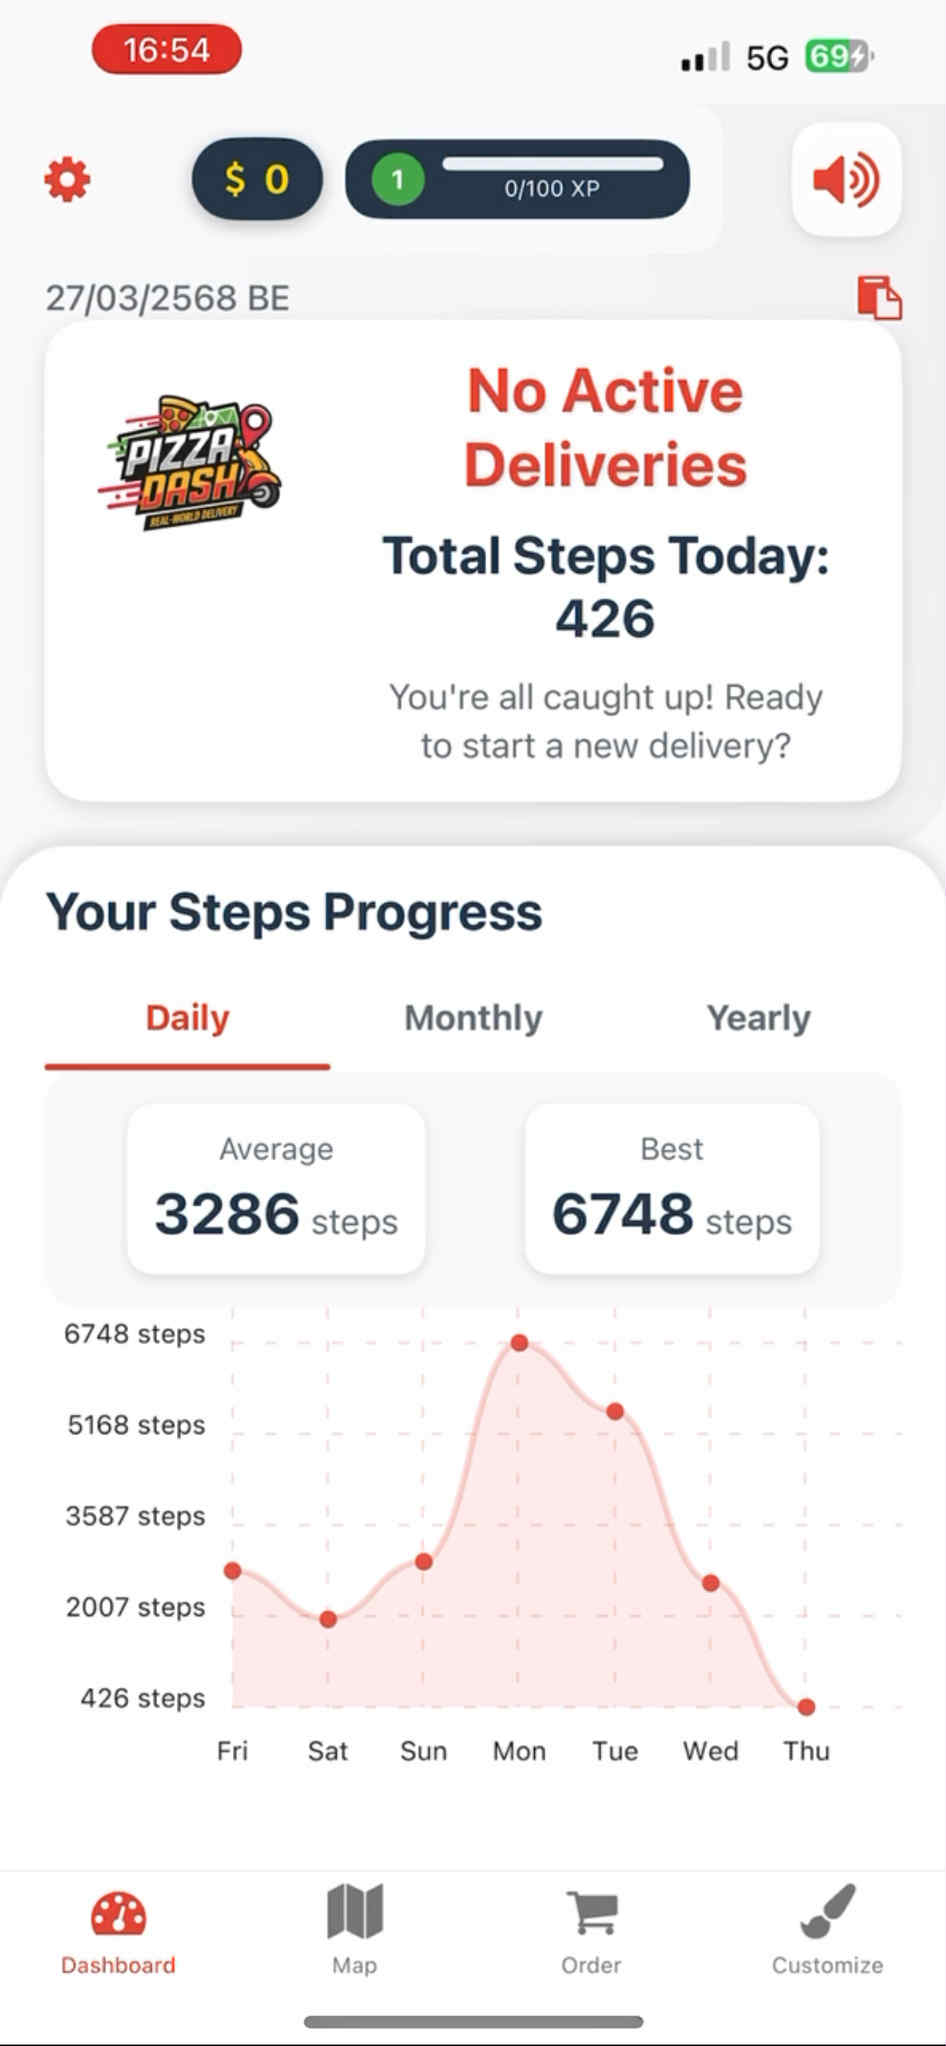 16:54
5G
69
$ 0
1
0/100 XP
27/03/2568 BE
PIZZA
DASH
REAL-WORLD DELIVERY
No Active
Deliveries
Total Steps Today:
426
You're all caught up! Ready
to start a new delivery?
Your Steps Progress
Daily
Monthly
Yearly
Average
3286 steps
Best
6748 steps
6748 steps
5168 steps
3587 steps
2007 steps
426 steps
Fri
Sat
Sun
Mon
Tue
Wed
Thu
Dashboard
Map
Order
Customize